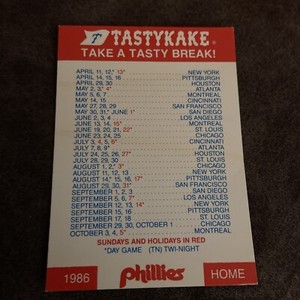 T TASTYKAKE®
TAKE A TASTY BREAK!
APRIL 11, 12,* 13* NEW YORK
APRIL 14, 15, 16 PITTSBURGH
APRIL 29, 30 HOUSTON
MAY 2, 3,* 4* ATLANTA
MAY 5, 6, 7 MONTREAL
MAY 14, 15 CINCINNATI
MAY 27, 28, 29 SAN FRANCISCO
MAY 30, 31,* JUNE 1* SAN DIEGO
JUNE 2, 3, 4 LOS ANGELES
JUNE 13, 14, 15* MONTREAL
JUNE 19, 20, 21, 22* ST. LOUIS
JUNE 23, 24, 25 CHICAGO
JULY 3, 4, 5, 6* CINCINNATI
JULY 7, 8, 9* ATLANTA
JULY 24, 25, 26, 27* HOUSTON
JULY 28, 29, 30 ST. LOUIS
AUGUST 1, 2,* 3* CHICAGO
AUGUST 11, 12, 13 NEW YORK
AUGUST 14,* 15, 16, 17* PITTSBURGH
AUGUST 29, 30, 31* SAN FRANCISCO
SEPTEMBER 1, 2, 3 SAN DIEGO
SEPTEMBER 5, 6, 7* LOS ANGELES
SEPTEMBER 12, 13, 14* NEW YORK
SEPTEMBER 15, 16 PITTSBURGH
SEPTEMBER 17, 18 ST. LOUIS
SEPTEMBER 29, 30, OCTOBER 1 CHICAGO
OCTOBER 3, 4, 5* MONTREAL
SUNDAYS AND HOLIDAYS IN RED
*DAY GAME (TN) TWI-NIGHT
1986 phillies HOME